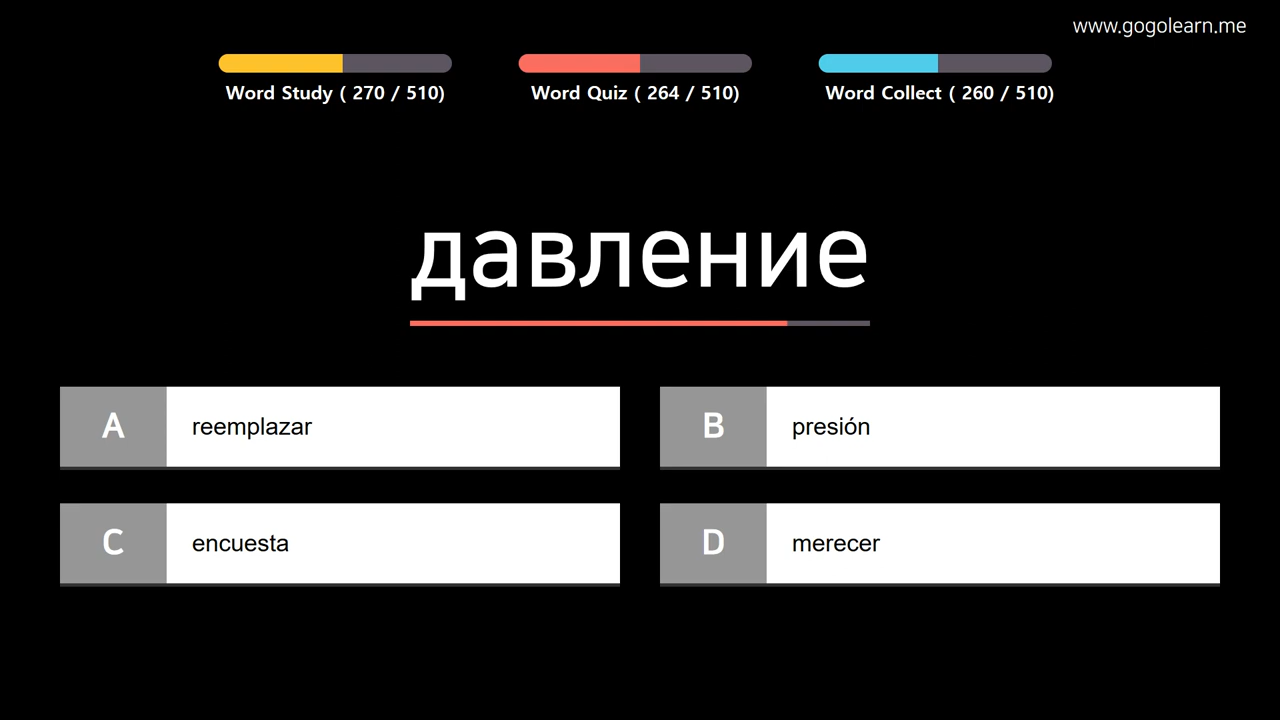 www.gogolearn.me
Word Study ( 270 / 510)
Word Quiz ( 264 / 510)
Word Collect ( 260 / 510)
давление
A reemplazar
B presión
C encuesta
D merecer